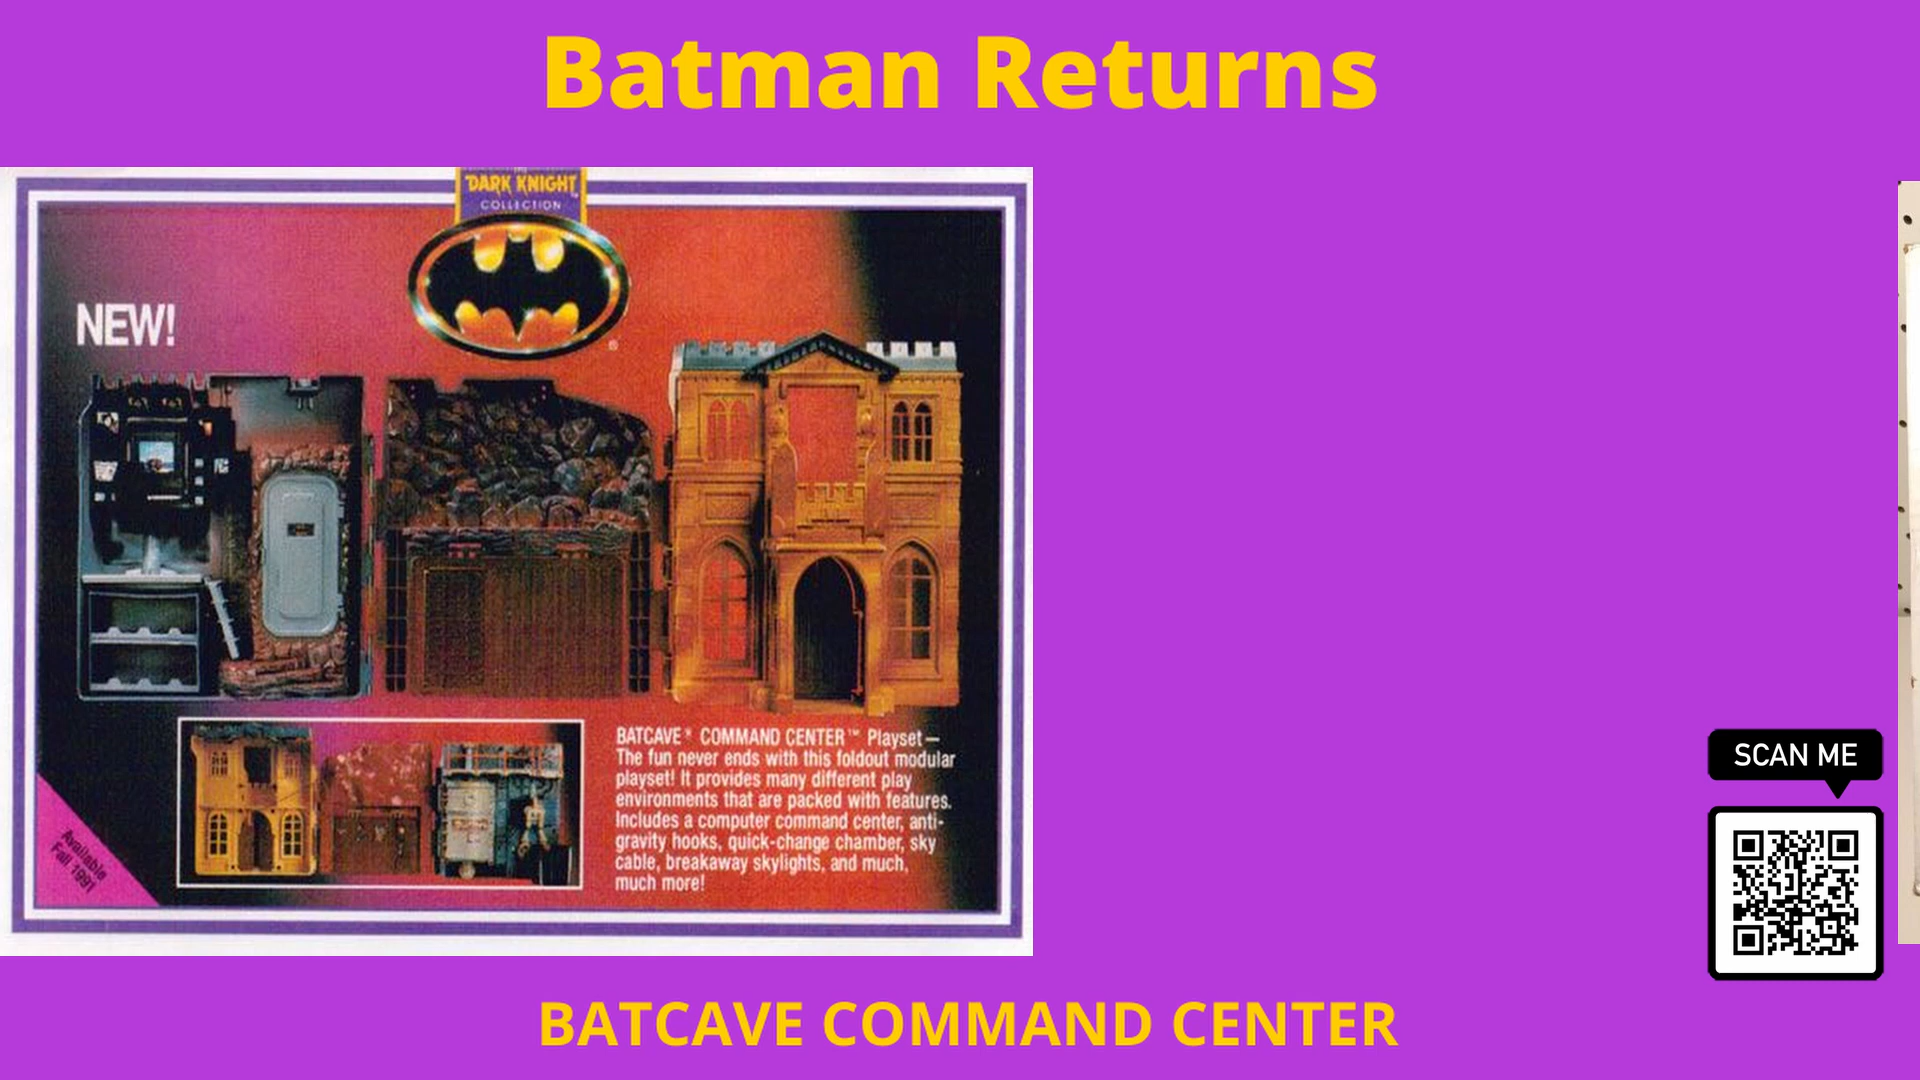 Batman Returns
THE
DARK KNIGHT™
COLLECTION
®
NEW!
BATCAVE® COMMAND CENTER™ Playset—
The fun never ends with this foldout modular
playset! It provides many different play
environments that are packed with features.
Includes a computer command center, anti-
gravity hooks, quick-change chamber, sky
cable, breakaway skylights, and much,
much more!
Available
Fall 1991
SCAN ME
BATCAVE COMMAND CENTER